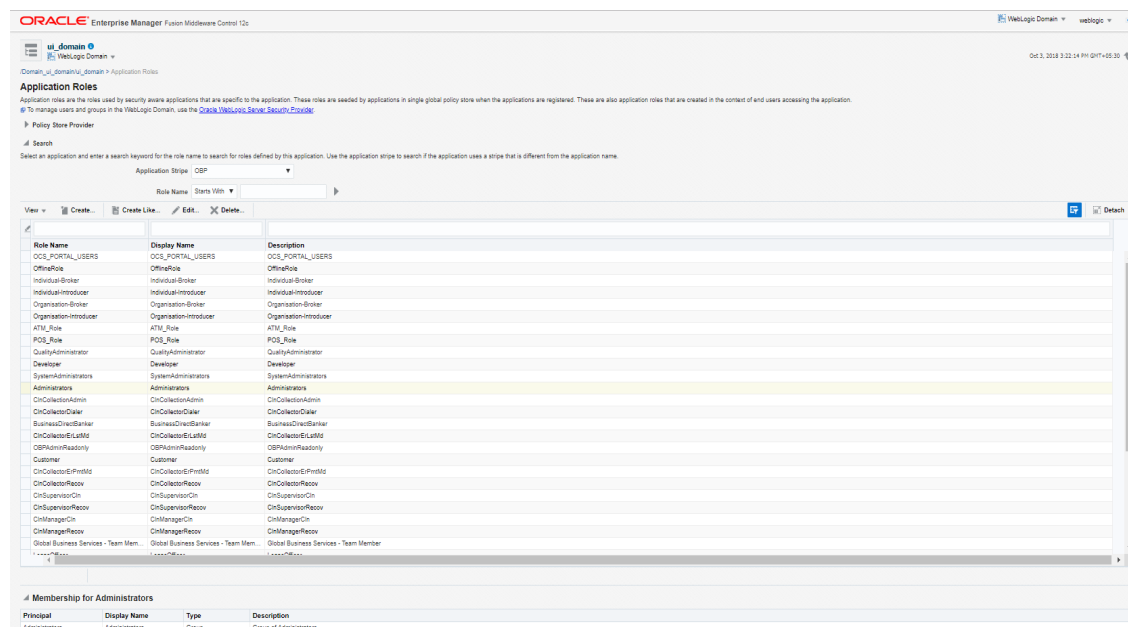 ORACLE Enterprise Manager Fusion Middleware Control 12c
WebLogic Domain weblogic
ui_domain
WebLogic Domain
Oct 3, 2018 3:22:14 PM GMT+05:30
/Domain_ui_domain/ui_domain > Application Roles
Application Roles
Application roles are the roles used by security aware applications that are specific to the application. These roles are seeded by applications in single global policy store when the applications are registered. These are also application roles that are created in the context of end users accessing the application.
To manage users and groups in the WebLogic Domain, use the Oracle WebLogic Server Security Provider.
Policy Store Provider
Search
Select an application and enter a search keyword for the role name to search for roles defined by this application. Use the application stripe to search if the application uses a stripe that is different from the application name.
Application Stripe OBP
Role Name Starts With
View Create... Create Like... Edit... Delete... Detach
Role Name Display Name Description
OCS_PORTAL_USERS OCS_PORTAL_USERS OCS_PORTAL_USERS
OfflineRole OfflineRole OfflineRole
Individual-Broker Individual-Broker Individual-Broker
Individual-Introducer Individual-Introducer Individual-Introducer
Organisation-Broker Organisation-Broker Organisation-Broker
Organisation-Introducer Organisation-Introducer Organisation-Introducer
ATM_Role ATM_Role ATM_Role
POS_Role POS_Role POS_Role
QualityAdministrator QualityAdministrator QualityAdministrator
Developer Developer Developer
SystemAdministrators SystemAdministrators SystemAdministrators
Administrators Administrators Administrators
ClnCollectionAdmin ClnCollectionAdmin ClnCollectionAdmin
ClnCollectorDialer ClnCollectorDialer ClnCollectorDialer
BusinessDirectBanker BusinessDirectBanker BusinessDirectBanker
ClnCollectorErLstMd ClnCollectorErLstMd ClnCollectorErLstMd
OBPAdminReadonly OBPAdminReadonly OBPAdminReadonly
Customer Customer Customer
ClnCollectorErPmtMd ClnCollectorErPmtMd ClnCollectorErPmtMd
ClnCollectorRecov ClnCollectorRecov ClnCollectorRecov
ClnSupervisorCln ClnSupervisorCln ClnSupervisorCln
ClnSupervisorRecov ClnSupervisorRecov ClnSupervisorRecov
ClnManagerCln ClnManagerCln ClnManagerCln
ClnManagerRecov ClnManagerRecov ClnManagerRecov
Global Business Services - Team Mem... Global Business Services - Team Mem... Global Business Services - Team Member
Membership for Administrators
Principal Display Name Type Description
Administrators Administrators Group Group of Administrators